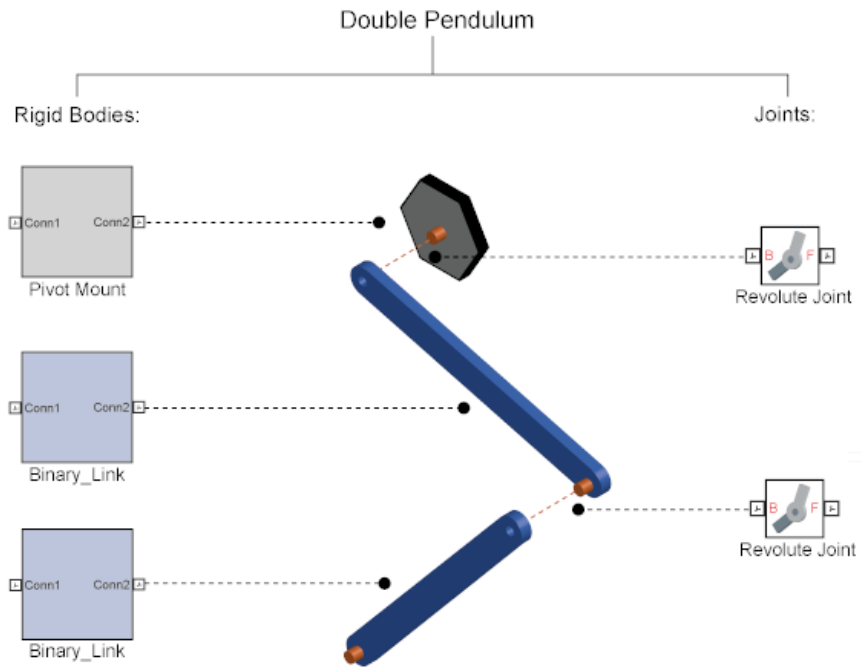 Double Pendulum
Rigid Bodies:
Joints:
Conn1 Conn2
Pivot Mount
B F
Revolute Joint
Conn1 Conn2
Binary_Link
B F
Revolute Joint
Conn1 Conn2
Binary_Link